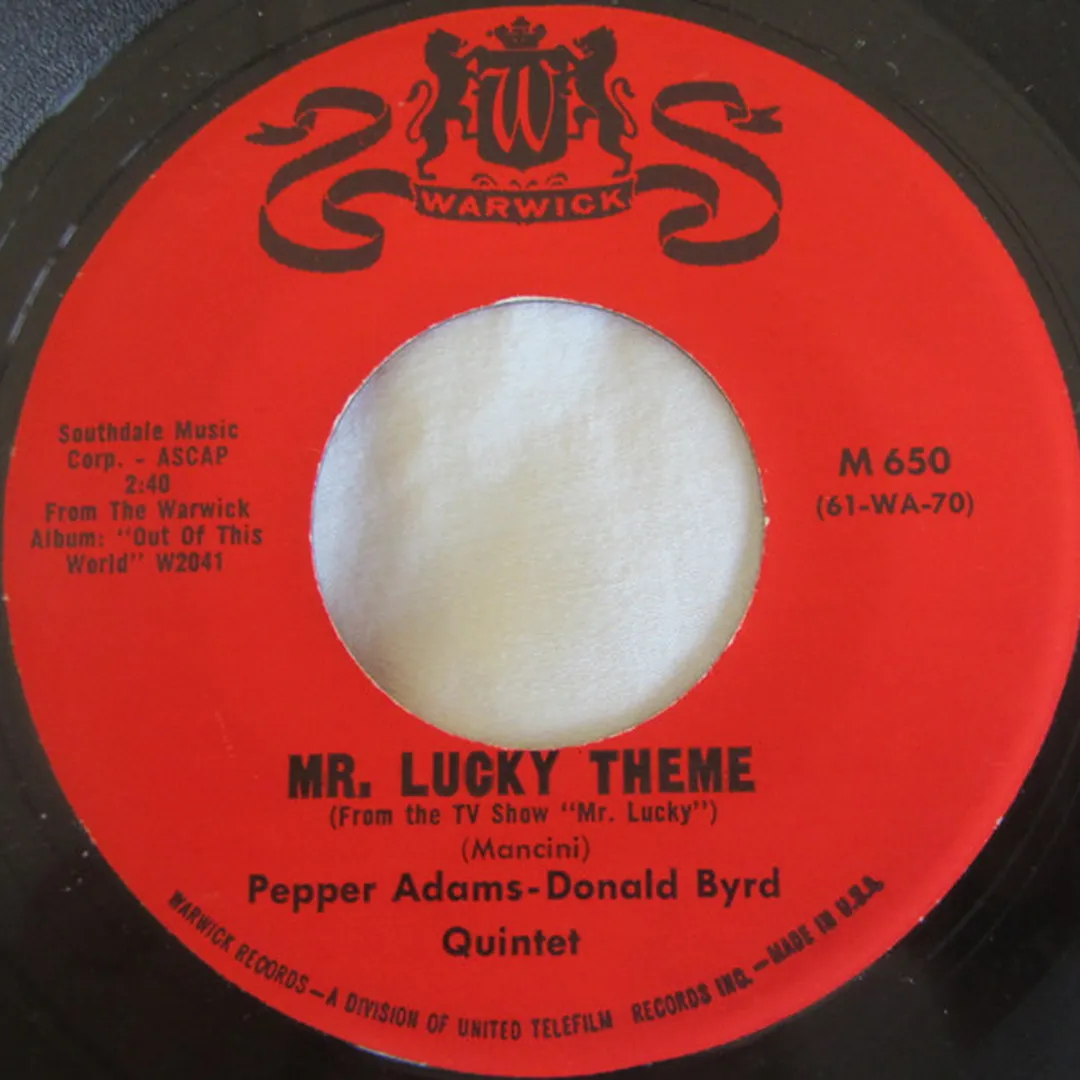 W
WARWICK
Southdale Music
Corp. - ASCAP
2:40
From The Warwick
Album: "Out Of This
World" W2041
M 650
(61-WA-70)
MR. LUCKY THEME
(From the TV Show "Mr. Lucky")
(Mancini)
Pepper Adams-Donald Byrd
Quintet
WARWICK RECORDS—A DIVISION OF UNITED TELEFILM RECORDS INC.—MADE IN U.S.A.